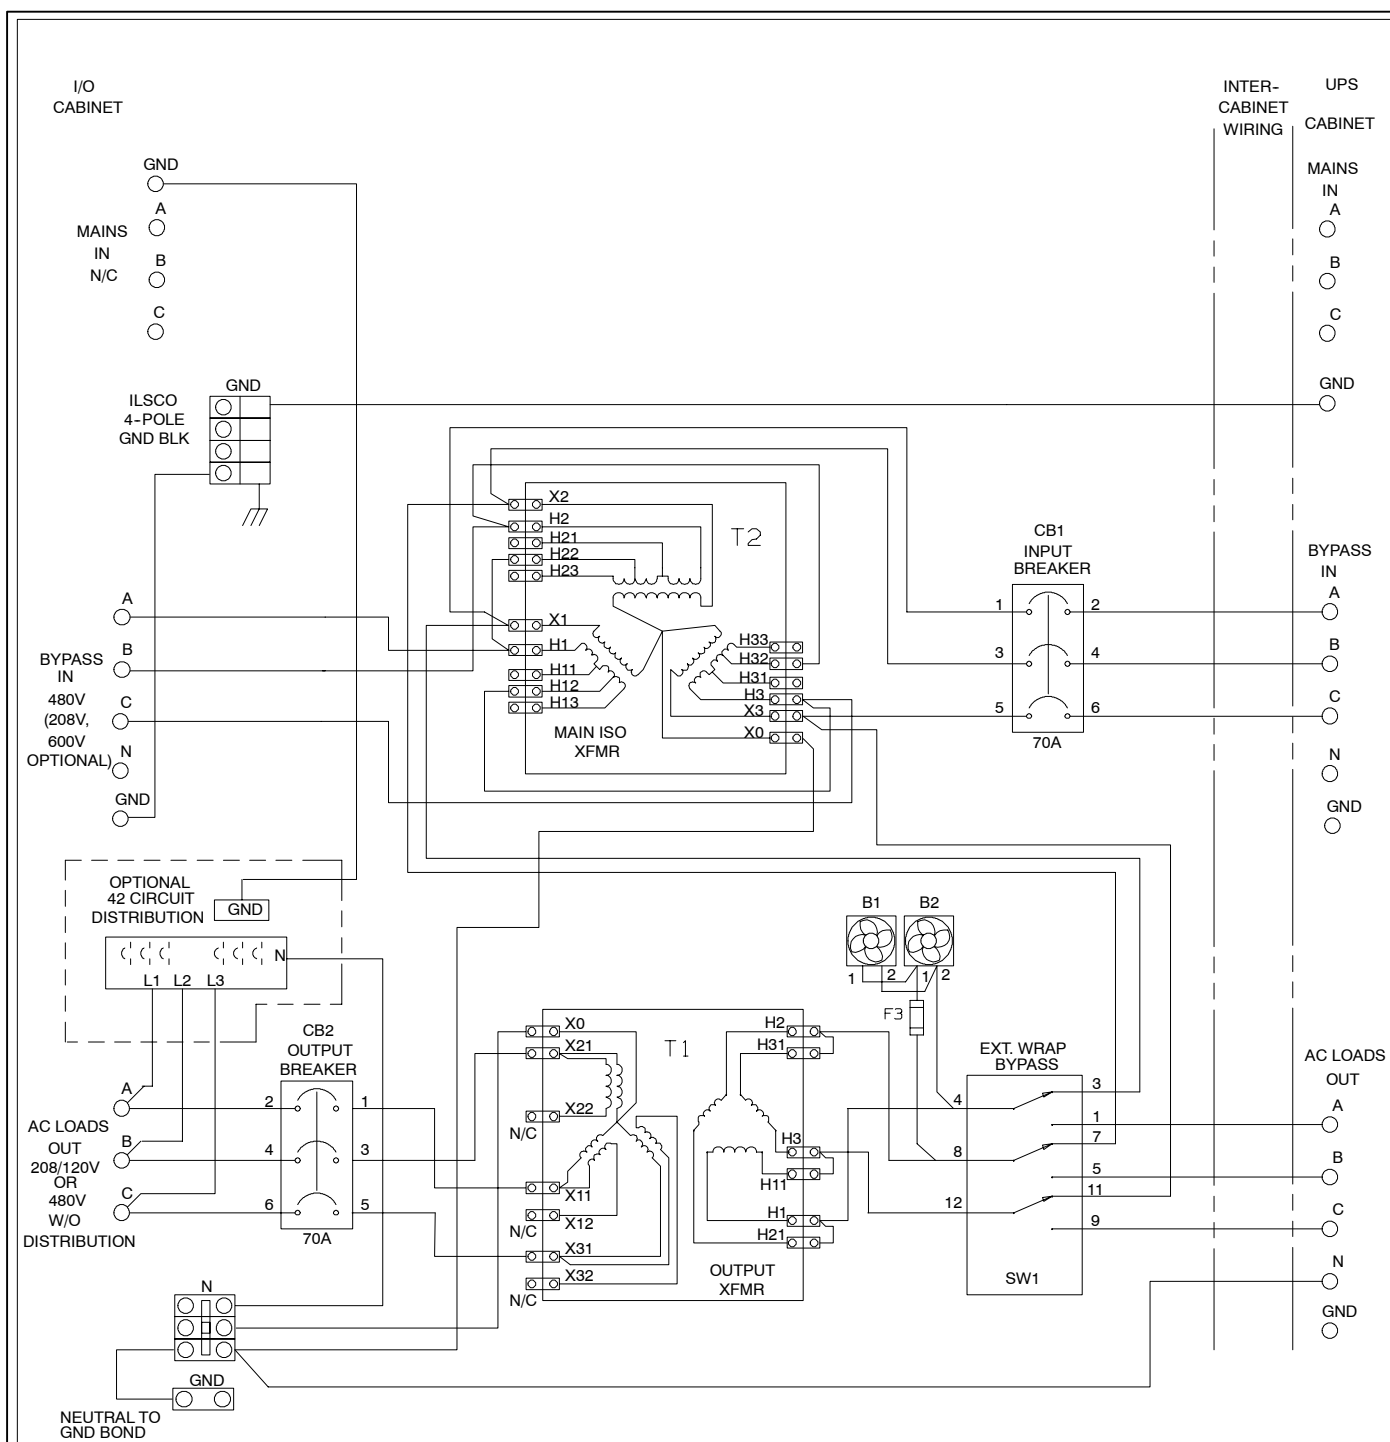 I/O
CABINET
INTER-
CABINET
WIRING
UPS
CABINET
GND
A
MAINS
IN
N/C
B
C
MAINS
IN
A
B
C
GND
ILSCO
4-POLE
GND BLK
GND
X2
H2
H21
H22
H23
T2
X1
H1
H11
H12
H13
H33
H32
H31
H3
X3
X0
MAIN ISO
XFMR
CB1
INPUT
BREAKER
1
2
3
4
5
6
70A
BYPASS
IN
A
B
C
N
GND
A
B
BYPASS
IN
480V
(208V,
600V
OPTIONAL)
C
N
GND
OPTIONAL
42 CIRCUIT
DISTRIBUTION
GND
N
L1
L2
L3
B1
B2
1
2
1
2
F3
CB2
OUTPUT
BREAKER
2
1
4
3
6
5
70A
A
AC LOADS
OUT
B
208/120V
OR
480V
C
W/O
DISTRIBUTION
X0
X21
X22
N/C
X11
X12
N/C
X31
X32
N/C
T1
H2
H31
H3
H11
H1
H21
OUTPUT
XFMR
EXT. WRAP
BYPASS
4
3
1
8
7
5
12
11
9
SW1
AC LOADS
OUT
A
B
C
N
GND
N
GND
NEUTRAL TO
GND BOND